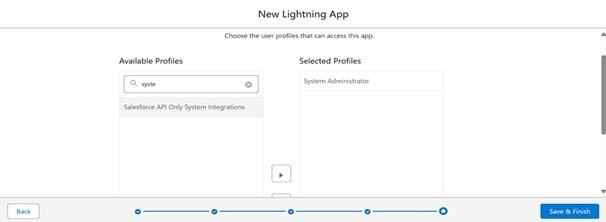 New Lightning App
Choose the user profiles that can access this app.
Available Profiles
Selected Profiles
syste
System Administrator
Salesforce API Only System Integrations
Back
Save & Finish